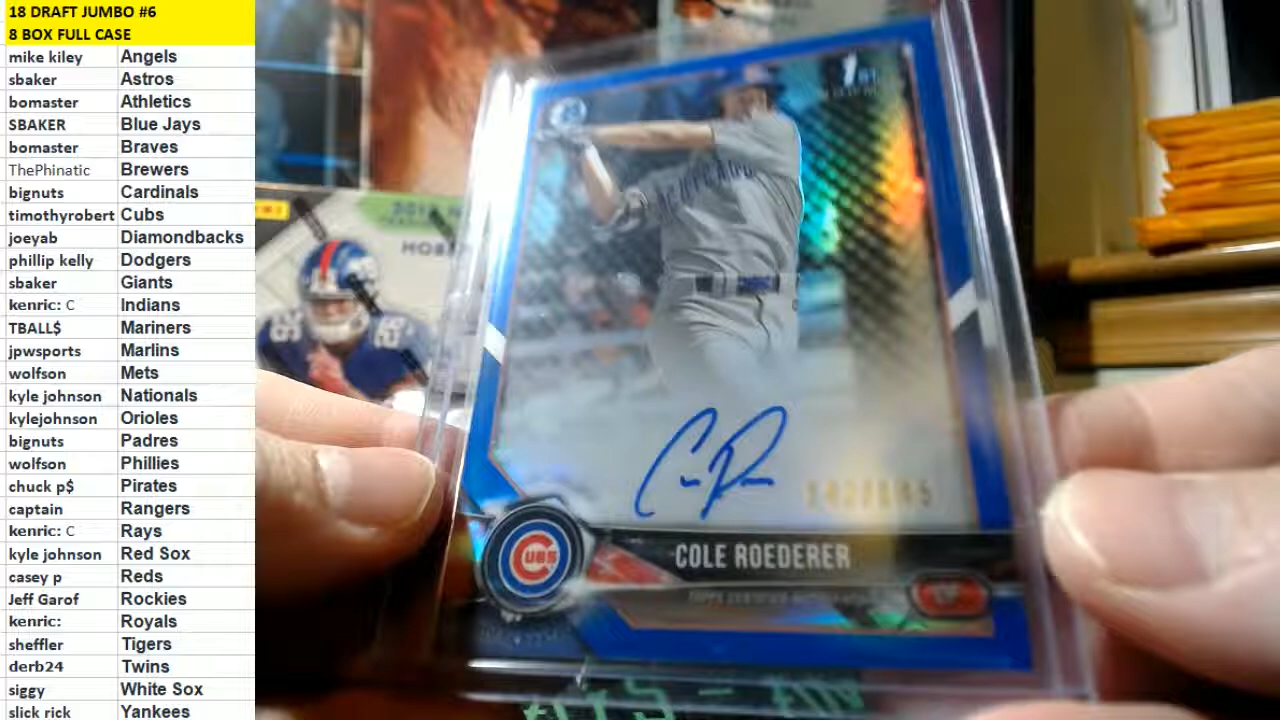 18 DRAFT JUMBO #6
8 BOX FULL CASE
mike kiley Angels
sbaker Astros
bomaster Athletics
SBAKER Blue Jays
bomaster Braves
ThePhinatic Brewers
bignuts Cardinals
timothyrobert Cubs
joeyab Diamondbacks
phillip kelly Dodgers
sbaker Giants
kenric: C Indians
TBALL$ Mariners
jpwsports Marlins
wolfson Mets
kyle johnson Nationals
kylejohnson Orioles
bignuts Padres
wolfson Phillies
chuck p$ Pirates
captain Rangers
kenric: C Rays
kyle johnson Red Sox
casey p Reds
Jeff Garof Rockies
kenric: Royals
sheffler Tigers
derb24 Twins
siggy White Sox
slick rick Yankees
1ST
CHICAGO
CUBS
COLE ROEDERER